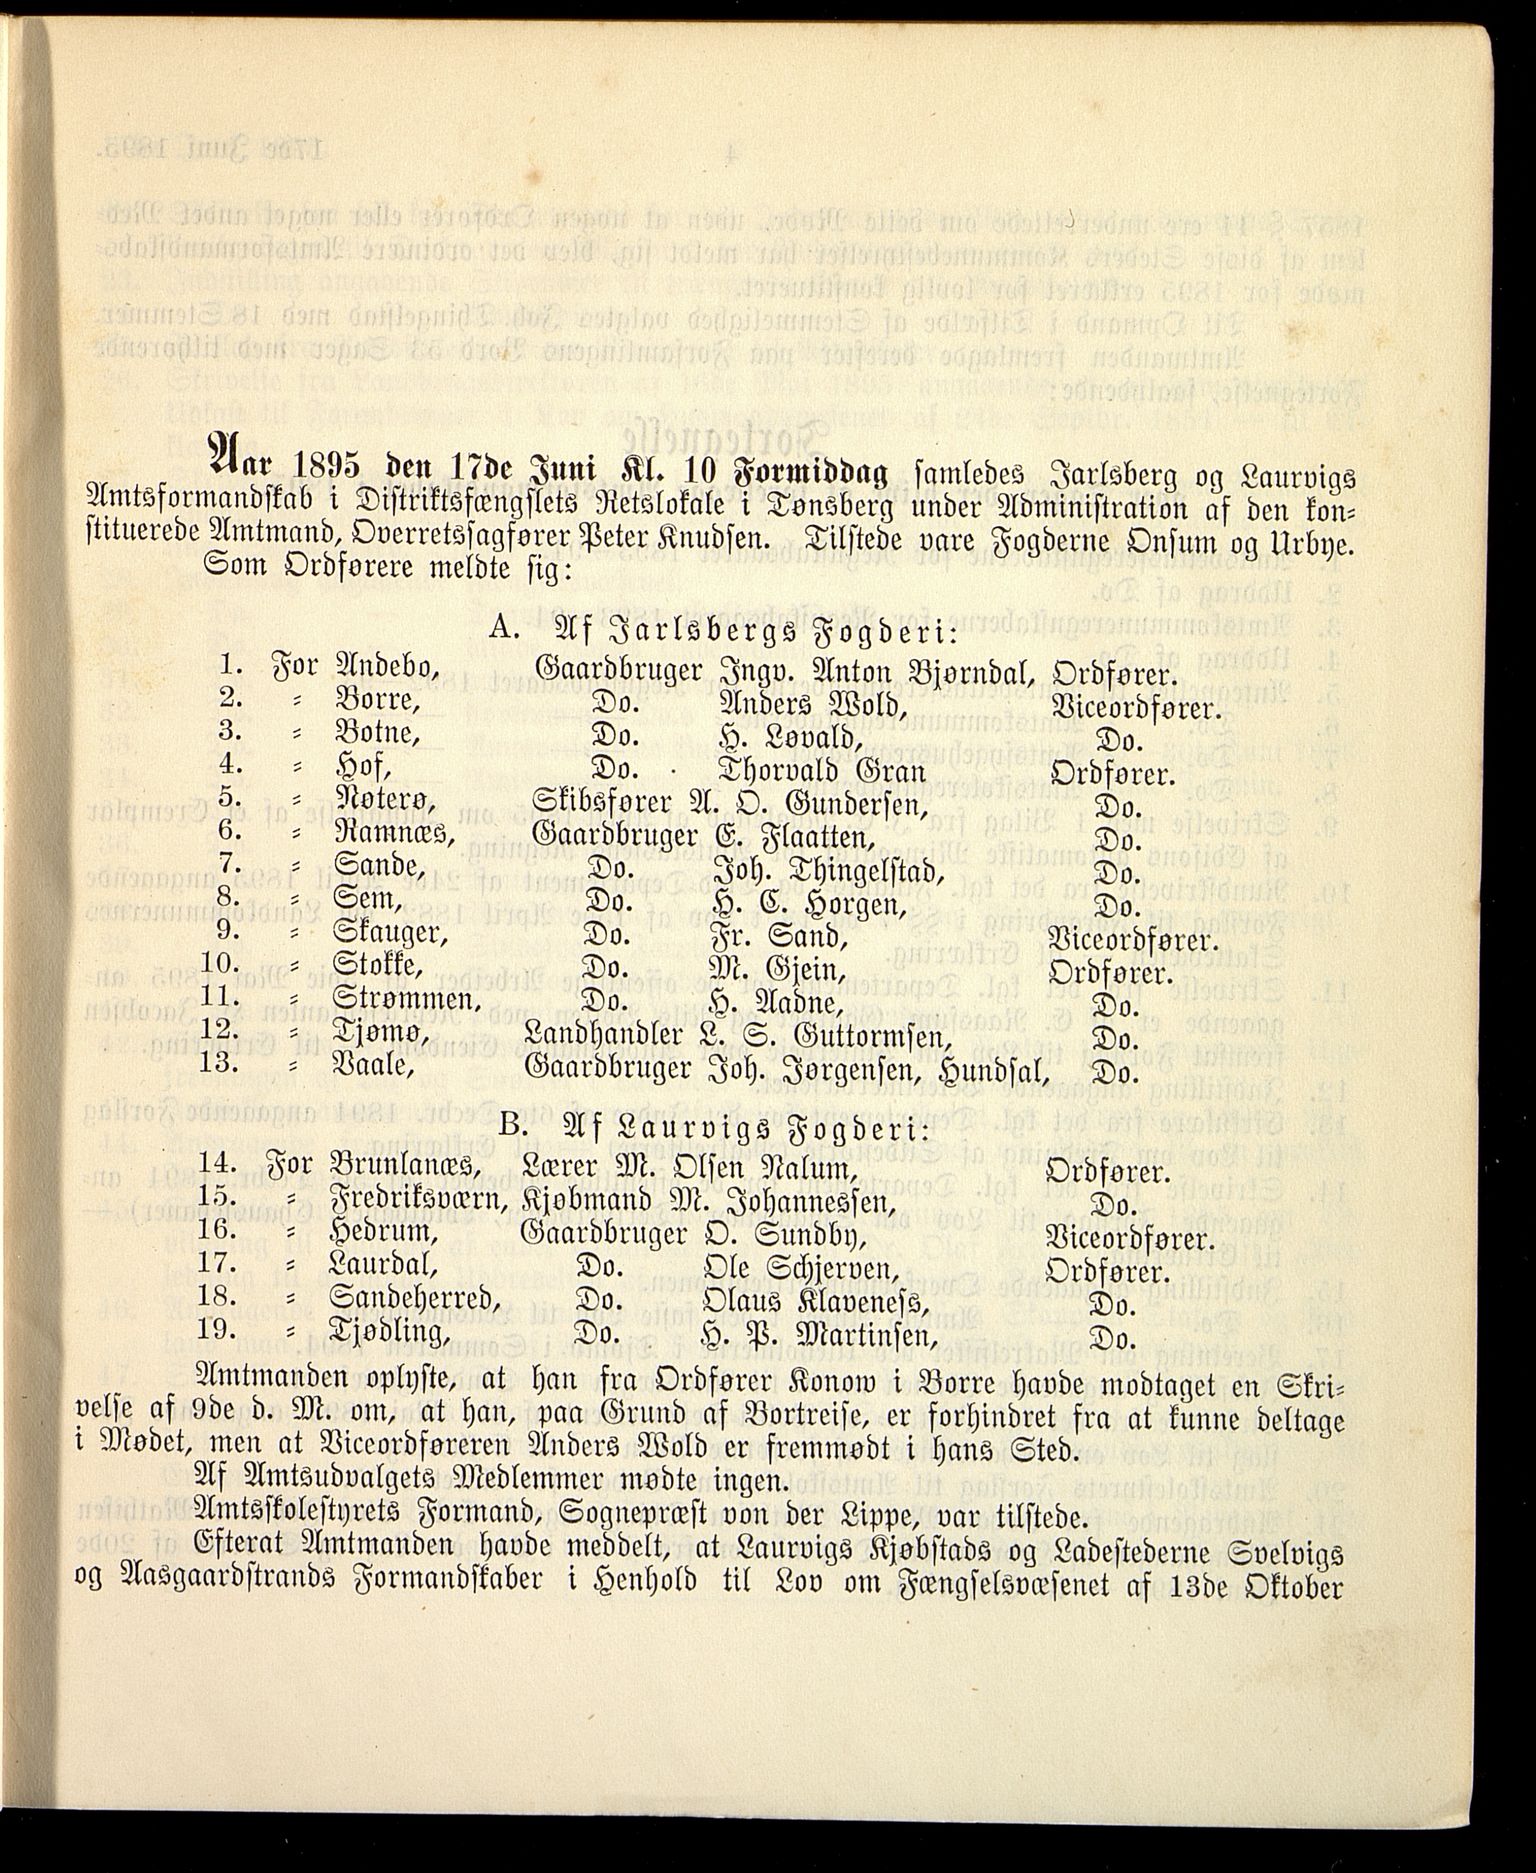 Aar 1895 den 17de Juni Kl. 10 Formiddag samledes Jarlsberg og Laurvigs
Amtsformandskab i Distriktsfængslets Retslokale i Tønsberg under Administration af den kon-
stituerede Amtmand, Overretssagfører Peter Knudsen. Tilstede vare Fogderne Onsum og Urbye.
Som Ordførere meldte sig:
A. Af Jarlsbergs Fogderi:
1. For Andebo, Gaardbruger Ingv. Anton Bjørndal, Ordfører.
2. " Borre, Do. Anders Wold, Viceordfører.
3. " Botne, Do. H. Løvald, Do.
4. " Hof, Do. Thorvald Gran Ordfører.
5. " Nøterø, Skibsfører A. O. Gundersen, Do.
6. " Ramnæs, Gaardbruger E. Flaatten, Do.
7. " Sande, Do. Joh. Thingelstad, Do.
8. " Sem, Do. H. C. Horgen, Do.
9. " Skauger, Do. Fr. Sand, Viceordfører.
10. " Stokke, Do. M. Gjein, Ordfører.
11. " Strømmen, Do. H. Aadne, Do.
12. " Tjømø, Landhandler L. S. Guttormsen, Do.
13. " Vaale, Gaardbruger Joh. Jørgensen, Hundsal, Do.
B. Af Laurvigs Fogderi:
14. For Brunlanæs, Lærer M. Olsen Nalum, Ordfører.
15. " Fredriksværn, Kjøbmand M. Johannessen, Do.
16. " Hedrum, Gaardbruger O. Sundby, Viceordfører.
17. " Laurdal, Do. Ole Schjerven, Ordfører.
18. " Sandeherred, Do. Olaus Klaveness, Do.
19. " Tjødling, Do. H. P. Martinsen, Do.
Amtmanden oplyste, at han fra Ordfører Konow i Borre havde modtaget en Skri-
velse af 9de d. M. om, at han, paa Grund af Bortreise, er forhindret fra at kunne deltage
i Mødet, men at Viceordføreren Anders Wold er fremmødt i hans Sted.
Af Amtsudvalgets Medlemmer mødte ingen.
Amtsskolestyrets Formand, Sognepræst von der Lippe, var tilstede.
Efterat Amtmanden havde meddelt, at Laurvigs Kjøbstads og Ladestederne Svelvigs
og Aasgaardstrands Formandskaber i Henhold til Lov om Fængselsvæsenet af 13de Oktober